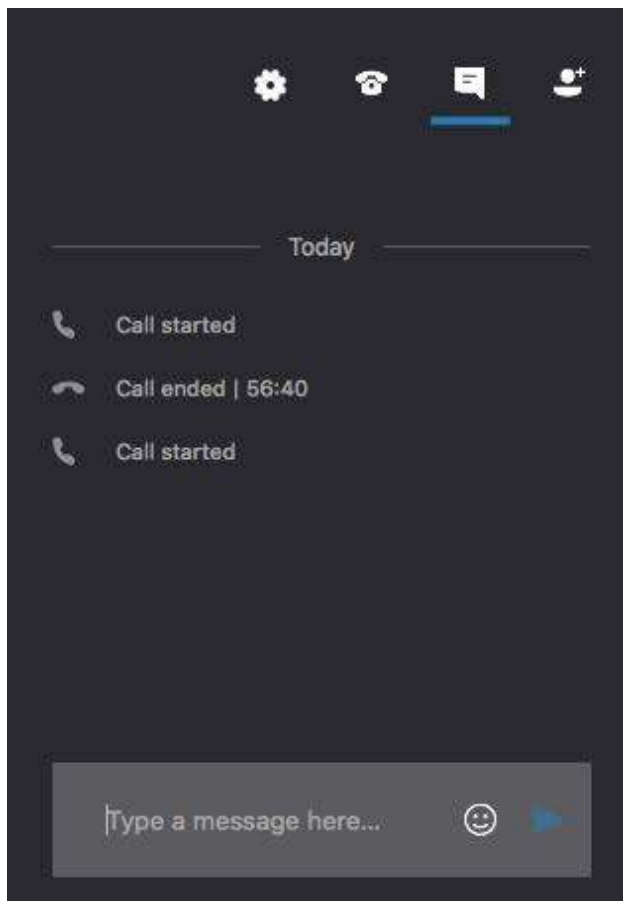 Today
Call started
Call ended | 56:40
Call started
Type a message here...